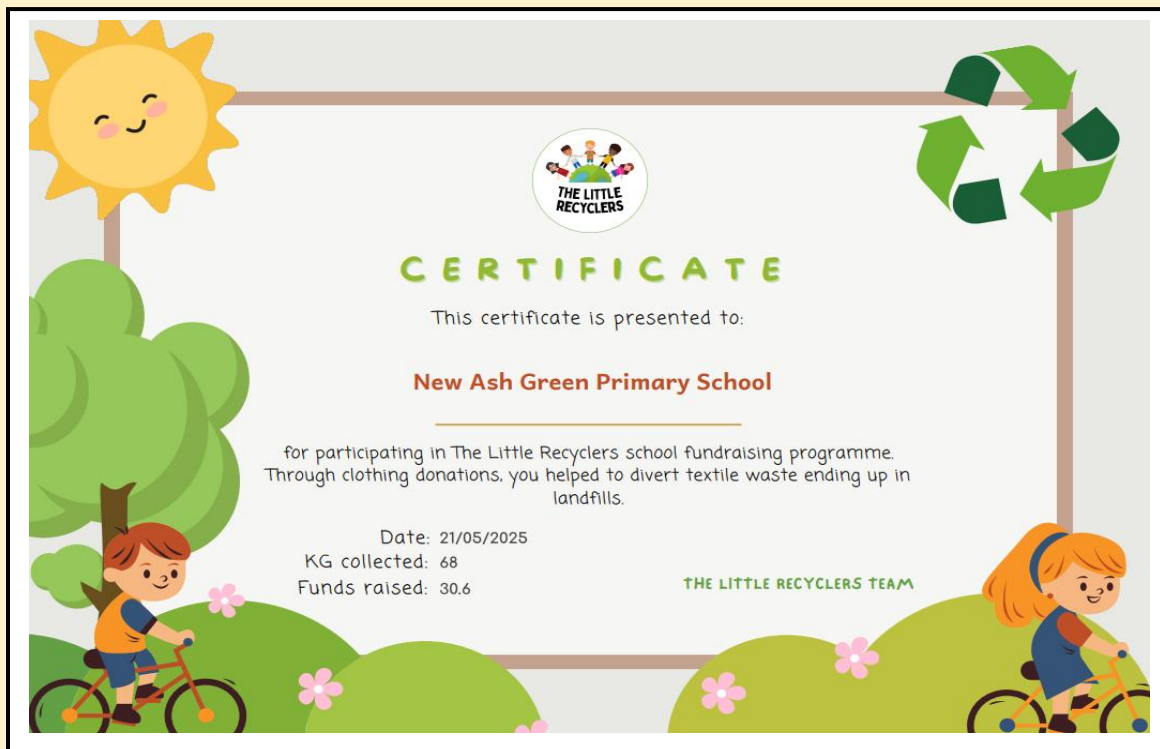 THE LITTLE
RECYCLERS
CERTIFICATE
This certificate is presented to:
New Ash Green Primary School
for participating in The Little Recyclers school fundraising programme.
Through clothing donations, you helped to divert textile waste ending up in
landfills.
Date: 21/05/2025
KG collected: 68
Funds raised: 30.6
THE LITTLE RECYCLERS TEAM